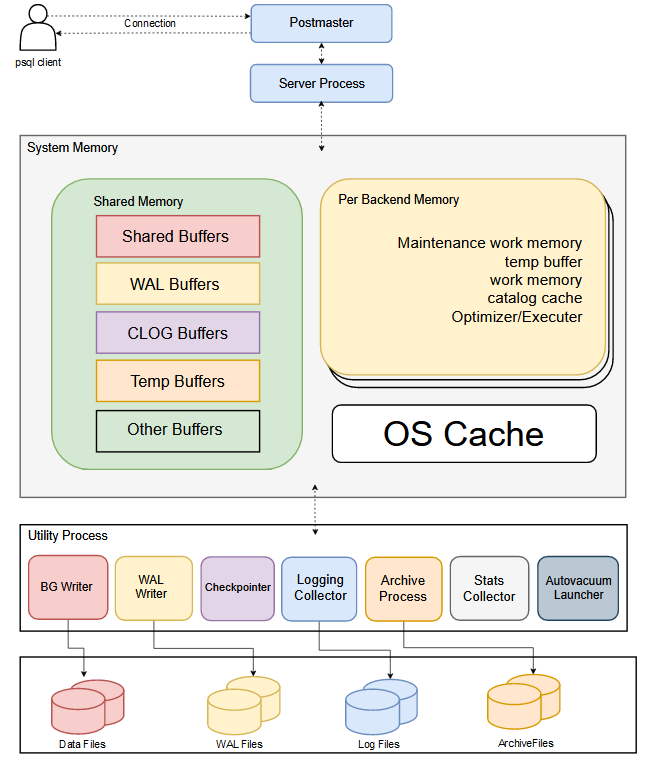 Connection
Postmaster
psql client
Server Process
System Memory
Shared Memory
Shared Buffers
WAL Buffers
CLOG Buffers
Temp Buffers
Other Buffers
Per Backend Memory
Maintenance work memory
temp buffer
work memory
catalog cache
Optimizer/Executer
OS Cache
Utility Process
BG Writer
WAL
Writer
Checkpointer
Logging
Collector
Archive
Process
Stats
Collector
Autovacuum
Launcher
Data Files
WAL Files
Log Files
ArchiveFiles